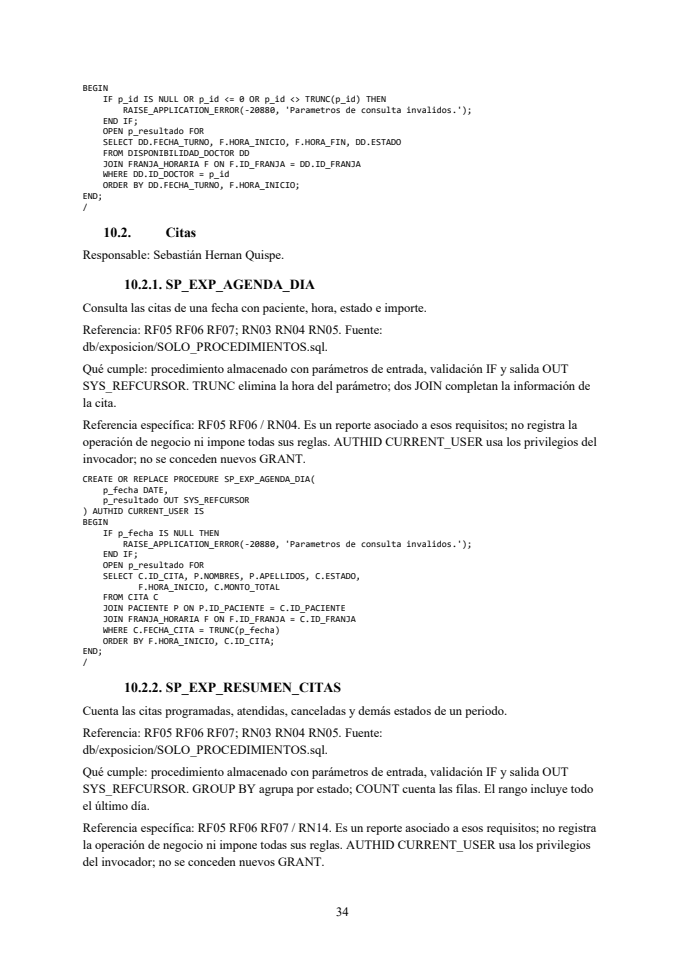 BEGIN
    IF p_id IS NULL OR p_id <= 0 OR p_id <> TRUNC(p_id) THEN
        RAISE_APPLICATION_ERROR(-20880, 'Parametros de consulta invalidos.');
    END IF;
    OPEN p_resultado FOR
    SELECT DD.FECHA_TURNO, F.HORA_INICIO, F.HORA_FIN, DD.ESTADO
    FROM DISPONIBILIDAD_DOCTOR DD
    JOIN FRANJA_HORARIA F ON F.ID_FRANJA = DD.ID_FRANJA
    WHERE DD.ID_DOCTOR = p_id
    ORDER BY DD.FECHA_TURNO, F.HORA_INICIO;
END;
/
10.2. Citas
Responsable: Sebastián Hernan Quispe.
10.2.1. SP_EXP_AGENDA_DIA
Consulta las citas de una fecha con paciente, hora, estado e importe.
Referencia: RF05 RF06 RF07; RN03 RN04 RN05. Fuente:
db/exposicion/SOLO_PROCEDIMIENTOS.sql.
Qué cumple: procedimiento almacenado con parámetros de entrada, validación IF y salida OUT
SYS_REFCURSOR. TRUNC elimina la hora del parámetro; dos JOIN completan la información de
la cita.
Referencia específica: RF05 RF06 / RN04. Es un reporte asociado a esos requisitos; no registra la
operación de negocio ni impone todas sus reglas. AUTHID CURRENT_USER usa los privilegios del
invocador; no se conceden nuevos GRANT.
CREATE OR REPLACE PROCEDURE SP_EXP_AGENDA_DIA(
    p_fecha DATE,
    p_resultado OUT SYS_REFCURSOR
) AUTHID CURRENT_USER IS
BEGIN
    IF p_fecha IS NULL THEN
        RAISE_APPLICATION_ERROR(-20880, 'Parametros de consulta invalidos.');
    END IF;
    OPEN p_resultado FOR
    SELECT C.ID_CITA, P.NOMBRES, P.APELLIDOS, C.ESTADO,
           F.HORA_INICIO, C.MONTO_TOTAL
    FROM CITA C
    JOIN PACIENTE P ON P.ID_PACIENTE = C.ID_PACIENTE
    JOIN FRANJA_HORARIA F ON F.ID_FRANJA = C.ID_FRANJA
    WHERE C.FECHA_CITA = TRUNC(p_fecha)
    ORDER BY F.HORA_INICIO, C.ID_CITA;
END;
/
10.2.2. SP_EXP_RESUMEN_CITAS
Cuenta las citas programadas, atendidas, canceladas y demás estados de un periodo.
Referencia: RF05 RF06 RF07; RN03 RN04 RN05. Fuente:
db/exposicion/SOLO_PROCEDIMIENTOS.sql.
Qué cumple: procedimiento almacenado con parámetros de entrada, validación IF y salida OUT
SYS_REFCURSOR. GROUP BY agrupa por estado; COUNT cuenta las filas. El rango incluye todo
el último día.
Referencia específica: RF05 RF06 RF07 / RN14. Es un reporte asociado a esos requisitos; no registra
la operación de negocio ni impone todas sus reglas. AUTHID CURRENT_USER usa los privilegios
del invocador; no se conceden nuevos GRANT.
34